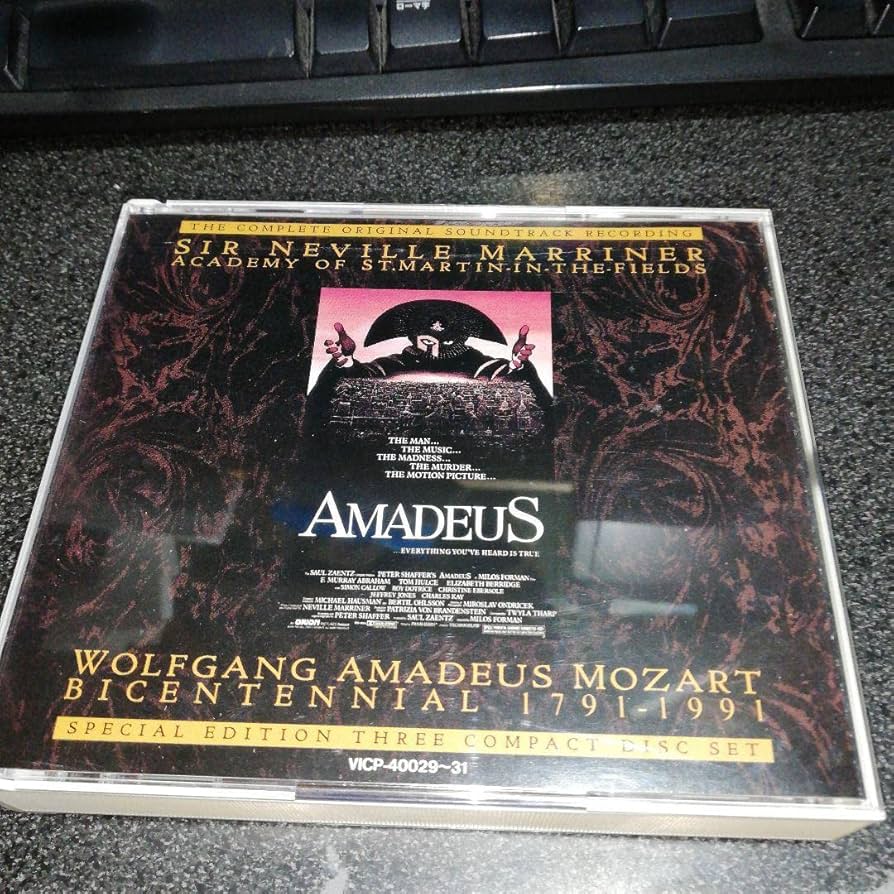 ローマチ
THE COMPLETE ORIGINAL SOUNDTRACK RECORDING
SIR NEVILLE MARRINER
ACADEMY OF ST.MARTIN-IN-THE-FIELDS
THE MAN...
THE MUSIC...
THE MADNESS...
THE MURDER...
THE MOTION PICTURE...
AMADEUS
...EVERYTHING YOU'VE HEARD IS TRUE
SAUL ZAENTZ PETER SHAFFER'S AMADEUS MILOS FORMAN
F. MURRAY ABRAHAM TOM HULCE ELIZABETH BERRIDGE
SIMON CALLOW ROY DOTRICE CHRISTINE EBERSOLE
JEFFREY JONES CHARLES KAY
MICHAEL HAUSMAN BERTIL OHLSSON MIROSLAV ONDRICEK
NEVILLE MARRINER PATRIZIA VON BRANDENSTEIN TWYLA THARP
PETER SHAFFER SAUL ZAENTZ MILOS FORMAN
ORION
WOLFGANG AMADEUS MOZART
BICENTENNIAL 1791-1991
SPECIAL EDITION THREE COMPACT DISC SET
VICP-40029~31